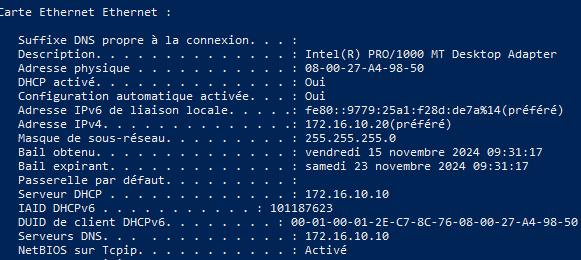 Carte Ethernet Ethernet :
Suffixe DNS propre à la connexion. . . :
Description. . . . . . . . . . . . . . : Intel(R) PRO/1000 MT Desktop Adapter
Adresse physique . . . . . . . . . . . : 08-00-27-A4-98-50
DHCP activé. . . . . . . . . . . . . . : Oui
Configuration automatique activée. . . : Oui
Adresse IPv6 de liaison locale. . . . .: fe80::9779:25a1:f28d:de7a%14(préféré)
Adresse IPv4. . . . . . . . . . . . . .: 172.16.10.20(préféré)
Masque de sous-réseau. . . . . . . . . : 255.255.255.0
Bail obtenu. . . . . . . . . . . . . . : vendredi 15 novembre 2024 09:31:17
Bail expirant. . . . . . . . . . . . . : samedi 23 novembre 2024 09:31:17
Passerelle par défaut. . . . . . . . . :
Serveur DHCP . . . . . . . . . . . . . : 172.16.10.10
IAID DHCPv6 . . . . . . . . . . . : 101187623
DUID de client DHCPv6. . . . . . . . : 00-01-00-01-2E-C7-8C-76-08-00-27-A4-98-50
Serveurs DNS. . . . . . . . . . . . . : 172.16.10.10
NetBIOS sur Tcpip. . . . . . . . . . . : Activé